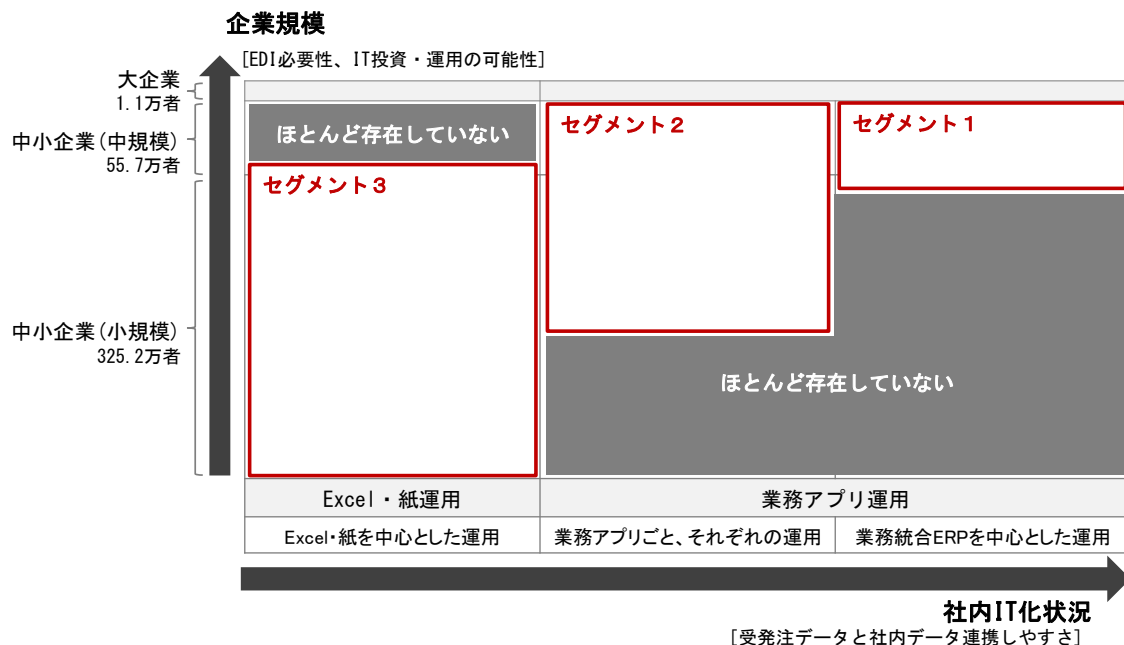 企業規模
[EDI必要性、IT投資・運用の可能性]
大企業
1.1万者
中小企業(中規模)
55.7万者
中小企業(小規模)
325.2万者
ほとんど存在していない
セグメント2
セグメント1
セグメント3
ほとんど存在していない
Excel・紙運用
業務アプリ運用
Excel・紙を中心とした運用
業務アプリごと、それぞれの運用
業務統合ERPを中心とした運用
社内IT化状況
[受発注データと社内データ連携しやすさ]